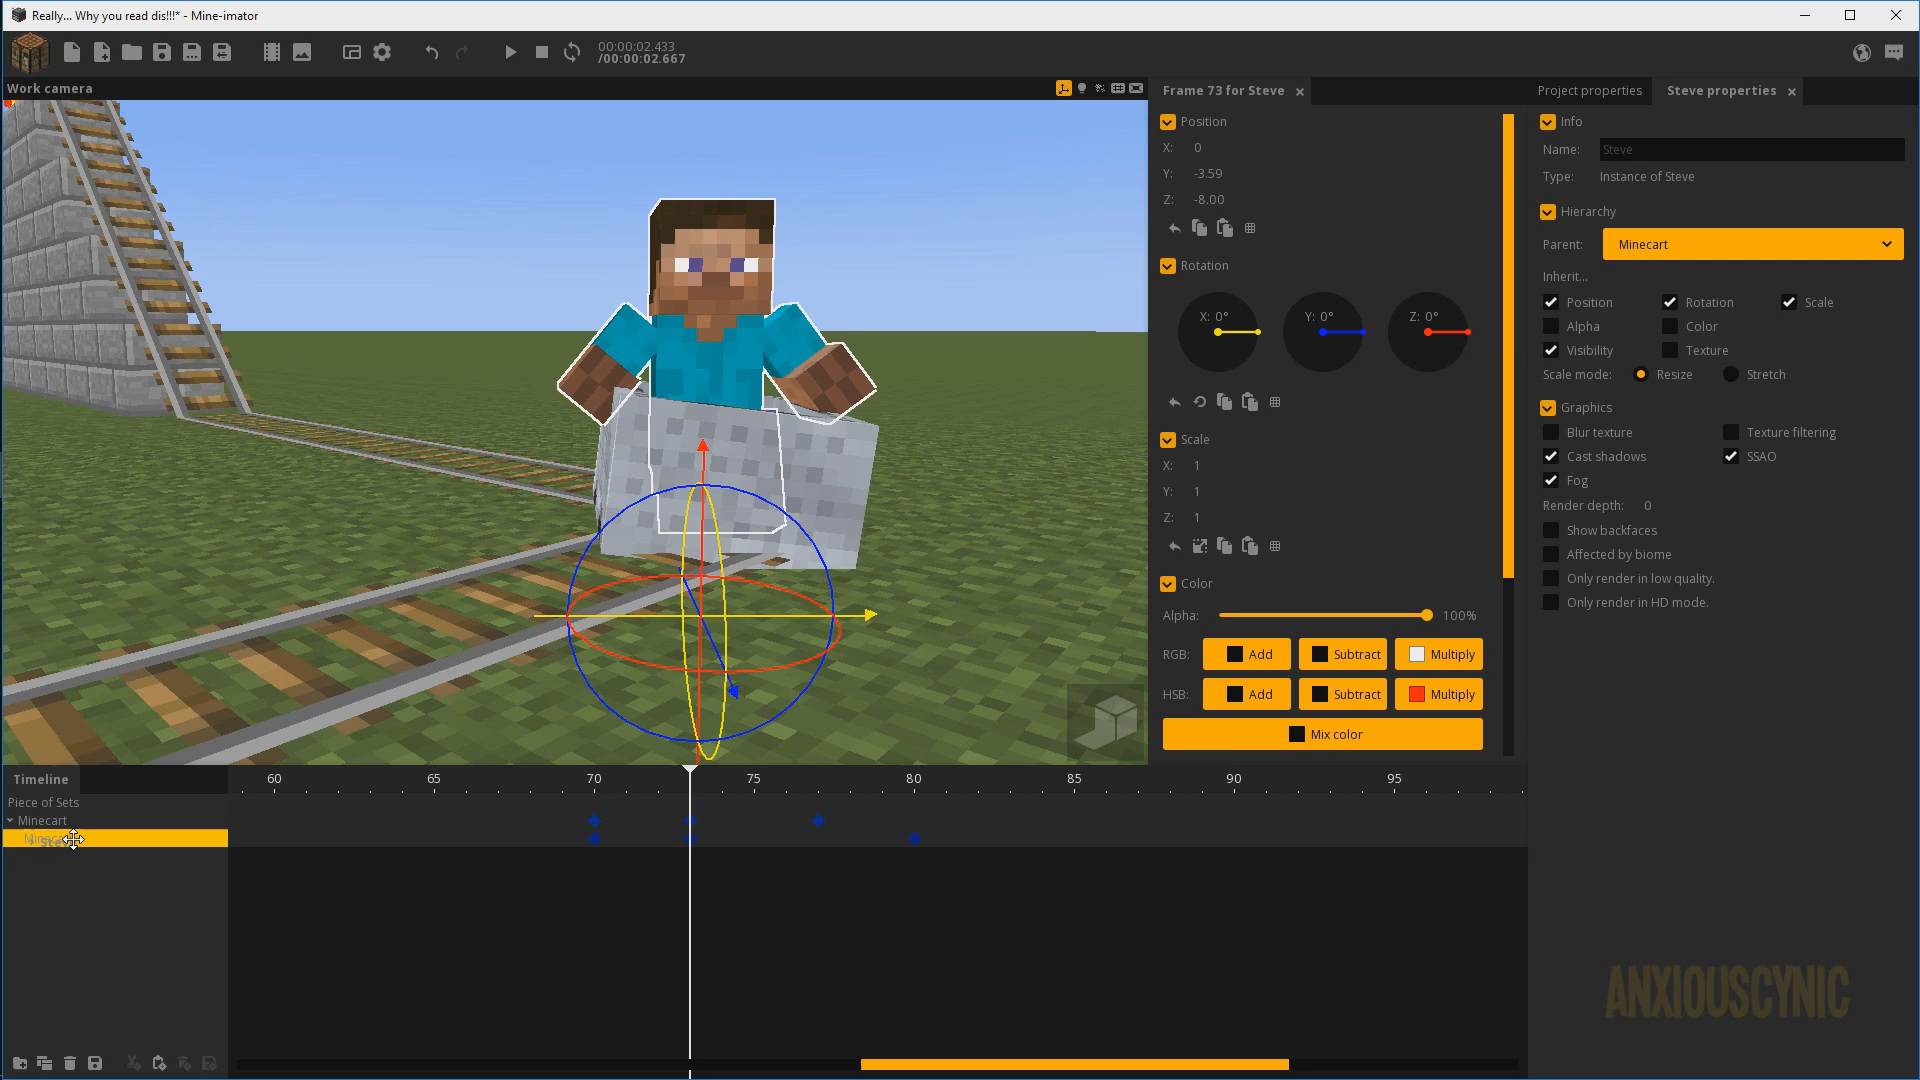 Really... Why you read dis!!!* - Mine-imator
00:00:02.433
/00:00:02.667
Work camera
Frame 73 for Steve
Position
X: 0
Y: -3.59
Z: -8.00
Rotation
X: 0° Y: 0° Z: 0°
Scale
X: 1
Y: 1
Z: 1
Color
Alpha: 100%
RGB: Add Subtract Multiply
HSB: Add Subtract Multiply
Mix color
Project properties Steve properties
Info
Name: Steve
Type: Instance of Steve
Hierarchy
Parent: Minecart
Inherit...
Position Rotation Scale
Alpha Color
Visibility Texture
Scale mode: Resize Stretch
Graphics
Blur texture Texture filtering
Cast shadows SSAO
Fog
Render depth: 0
Show backfaces
Affected by biome
Only render in low quality.
Only render in HD mode.
Timeline
60 65 70 75 80 85 90 95
Piece of Sets
Minecart
ANXIOUSCYNIC